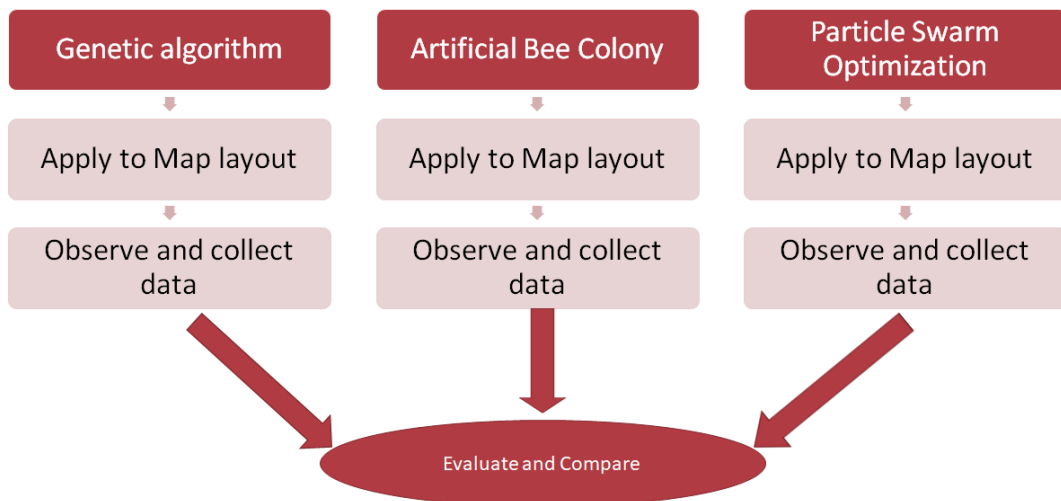 Genetic algorithm
Apply to Map layout
Observe and collect
data
Artificial Bee Colony
Apply to Map layout
Observe and collect
data
Particle Swarm
Optimization
Apply to Map layout
Observe and collect
data
Evaluate and Compare